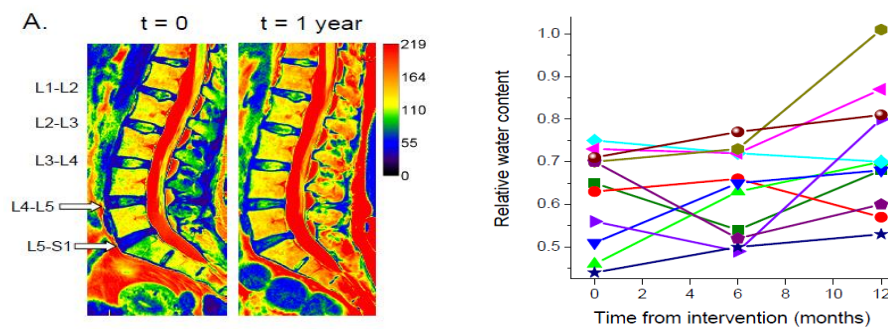 A.
t = 0
t = 1 year
L1-L2
L2-L3
L3-L4
L4-L5
L5-S1
219
164
110
55
0
Relative water content
1.0
0.9
0.8
0.7
0.6
0.5
0 2 4 6 8 10 12
Time from intervention (months)